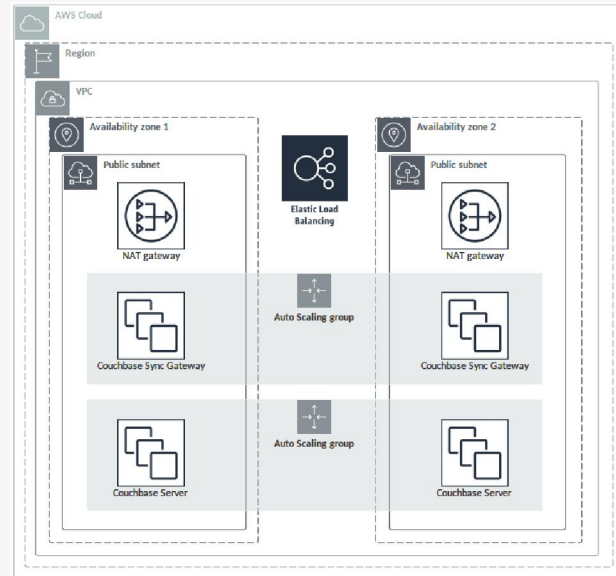 AWS Cloud
Region
VPC
Availability zone 1
Availability zone 2
Public subnet
Public subnet
Elastic Load
Balancing
NAT gateway
NAT gateway
Auto Scaling group
Couchbase Sync Gateway
Couchbase Sync Gateway
Auto Scaling group
Couchbase Server
Couchbase Server